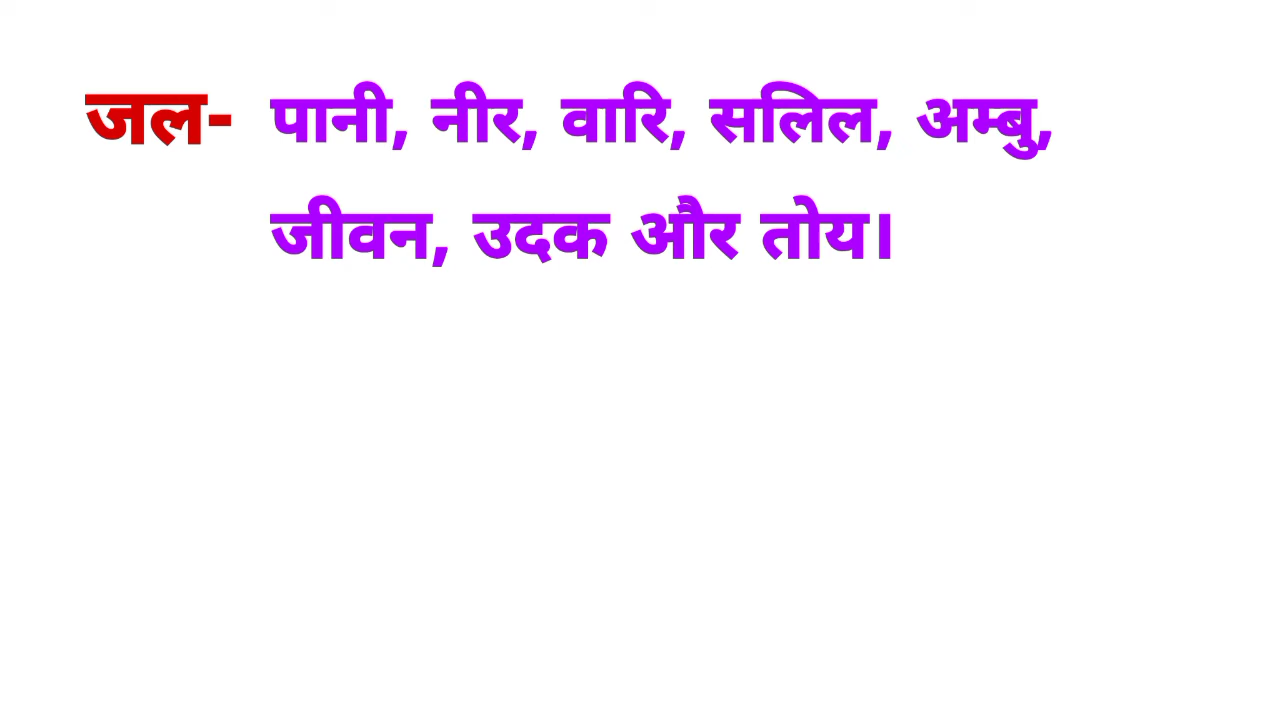 जल- पानी, नीर, वारि, सलिल, अम्बु,
जीवन, उदक और तोय।